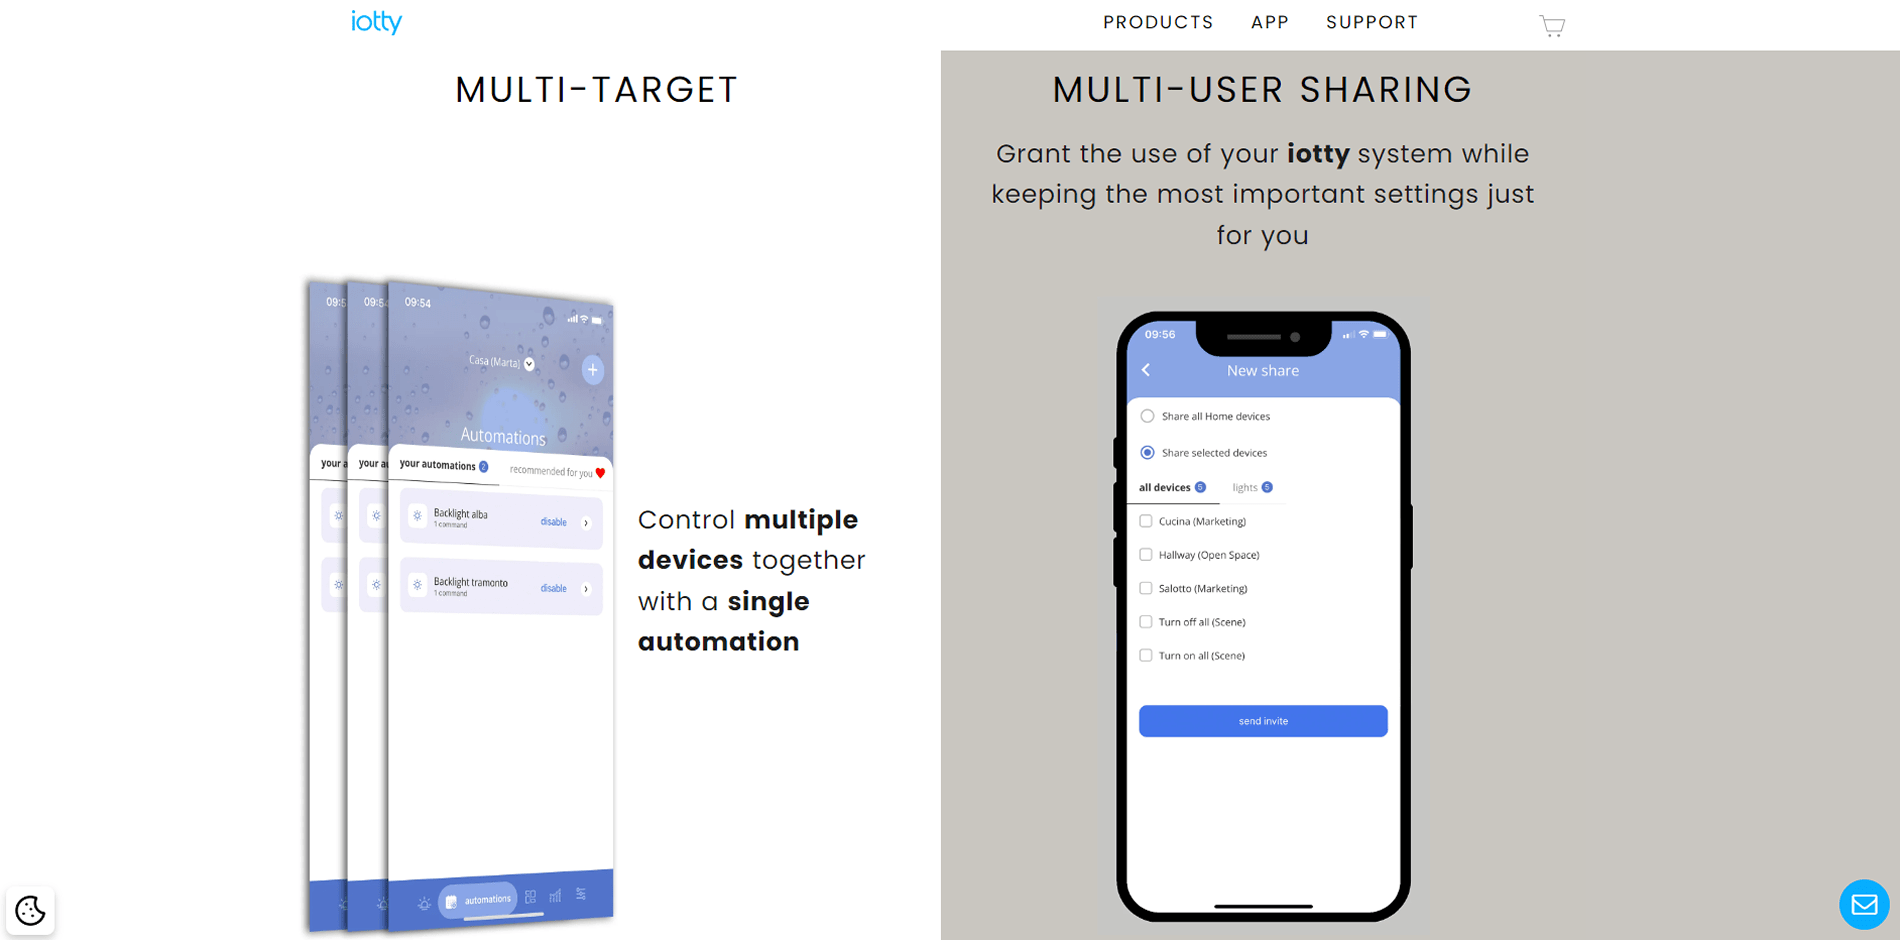 iotty
PRODUCTS APP SUPPORT
MULTI-TARGET
09:5
09:54
09:54
Casa (Marta)
Automations
your a
your au
your automations 2
recommended for you
Backlight alba
1 command
disable
Backlight tramonto
1 command
disable
automations
Control multiple
devices together
with a single
automation
MULTI-USER SHARING
Grant the use of your iotty system while
keeping the most important settings just
for you
09:56
New share
Share all Home devices
Share selected devices
all devices 5 lights 5
Cucina (Marketing)
Hallway (Open Space)
Salotto (Marketing)
Turn off all (Scene)
Turn on all (Scene)
send invite